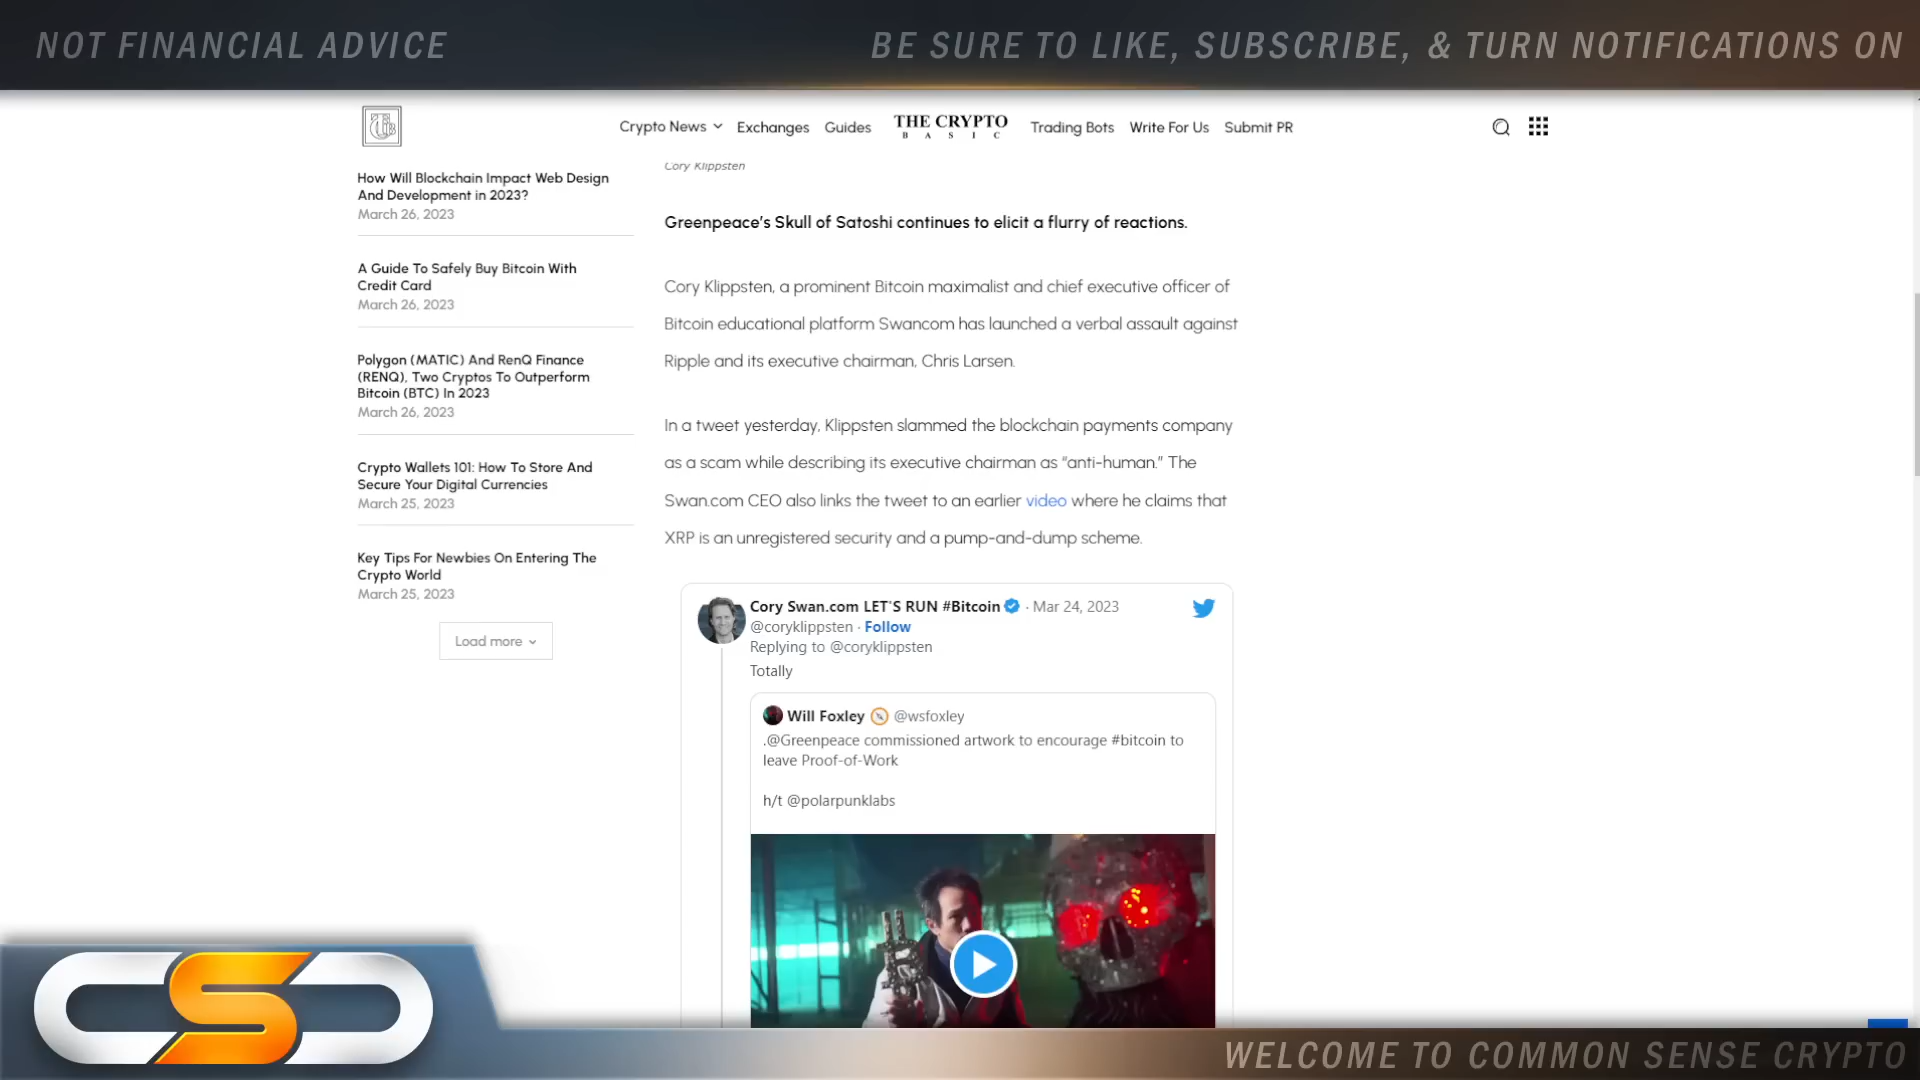 NOT FINANCIAL ADVICE
BE SURE TO LIKE, SUBSCRIBE, & TURN NOTIFICATIONS ON
Crypto News
Exchanges
Guides
THE CRYPTO
BASIC
Trading Bots
Write For Us
Submit PR
How Will Blockchain Impact Web Design
And Development in 2023?
March 26, 2023
A Guide To Safely Buy Bitcoin With
Credit Card
March 26, 2023
Polygon (MATIC) And RenQ Finance
(RENQ), Two Cryptos To Outperform
Bitcoin (BTC) In 2023
March 26, 2023
Crypto Wallets 101: How To Store And
Secure Your Digital Currencies
March 25, 2023
Key Tips For Newbies On Entering The
Crypto World
March 25, 2023
Load more
Cory Klippsten
Greenpeace's Skull of Satoshi continues to elicit a flurry of reactions.
Cory Klippsten, a prominent Bitcoin maximalist and chief executive officer of
Bitcoin educational platform Swancom has launched a verbal assault against
Ripple and its executive chairman, Chris Larsen.
In a tweet yesterday, Klippsten slammed the blockchain payments company
as a scam while describing its executive chairman as “anti-human.” The
Swan.com CEO also links the tweet to an earlier video where he claims that
XRP is an unregistered security and a pump-and-dump scheme.
Cory Swan.com LET'S RUN #Bitcoin · Mar 24, 2023
@coryklippsten · Follow
Replying to @coryklippsten
Totally
Will Foxley @wsfoxley
.@Greenpeace commissioned artwork to encourage #bitcoin to
leave Proof-of-Work
h/t @polarpunklabs
CSC
WELCOME TO COMMON SENSE CRYPTO